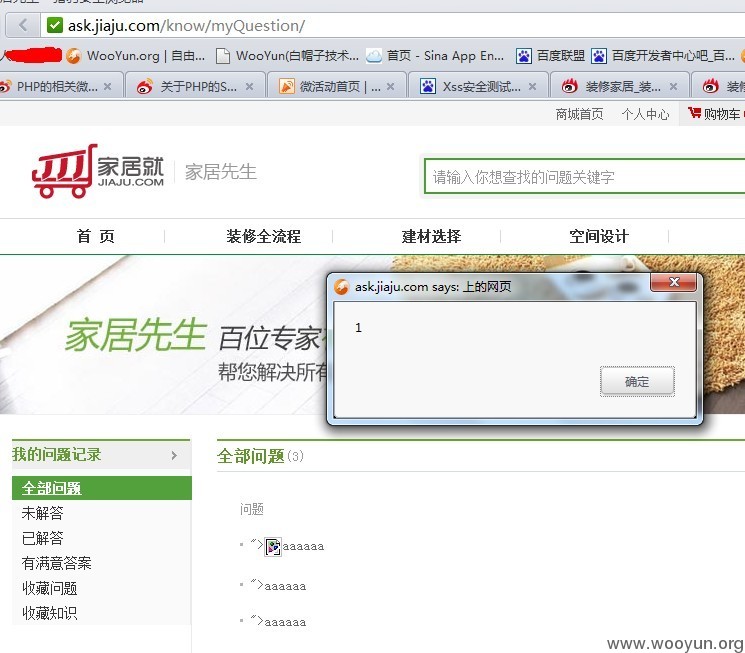 ask.jiaju.com/know/myQuestion/
WooYun.org | 自由...
WooYun(白帽子技术...
首页 - Sina App En...
百度联盟
百度开发者中心吧_百...
PHP的相关微...
关于PHP的S...
微活动首页 | ...
Xss安全测试...
装修家居_装...
装修
商城首页 个人中心 购物车
家居就
JIAJU.COM
家居先生
请输入你想查找的问题关键字
首 页 装修全流程 建材选择 空间设计
家居先生 百位专家
帮您解决所有
ask.jiaju.com says: 上的网页
1
确定
我的问题记录
全部问题
未解答
已解答
有满意答案
收藏问题
收藏知识
全部问题(3)
问题
">aaaaaa
">aaaaaa
">aaaaaa
www.wooyun.org